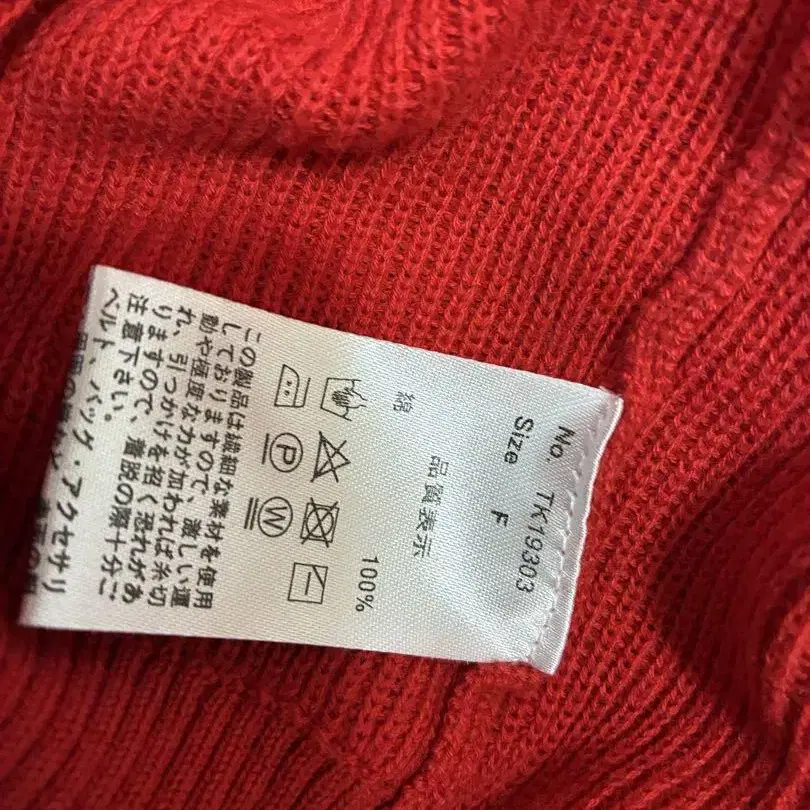 No. TK19303
Size F
品質表示
綿 100%
P W
この製品は繊細な素材を使用
しておりますので、激しい運
動や極度な力が加われば糸切
れ、引っかけを招く恐れがあ
りますので、着脱の際十分ご
注意下さい。
ベルト、バッグ・アクセサリ